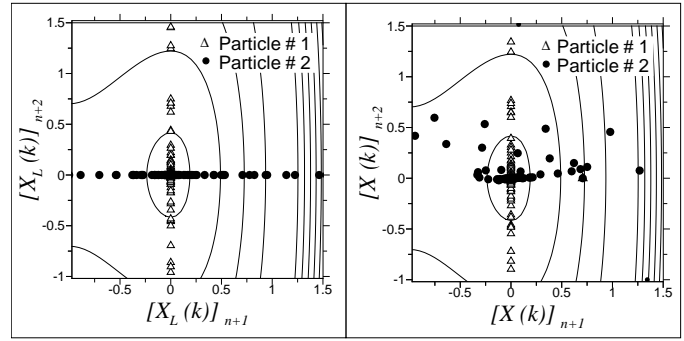 1.5
1
0.5
0
-0.5
-1
-0.5
0
0.5
1
1.5
Particle # 1
Particle # 2
[X_L (k)] n+2
[X_L (k)] n+1
1.5
1
0.5
0
-0.5
-1
-0.5
0
0.5
1
1.5
Particle # 1
Particle # 2
[X (k)] n+2
[X (k)] n+1